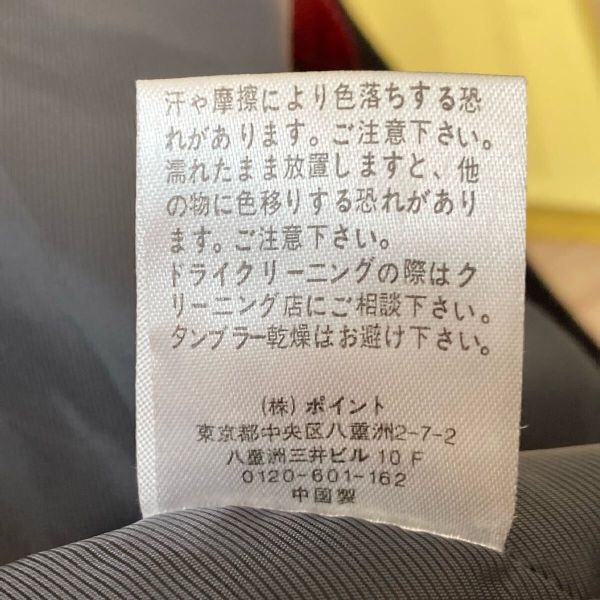 汗や摩擦により色落ちする恐
れがあります。ご注意下さい。
濡れたまま放置しますと、他
の物に色移りする恐れがあり
ます。ご注意下さい。
ドライクリーニングの際はク
リーニング店にご相談下さい。
タンブラー乾燥はお避け下さい。
(株) ポイント
東京都中央区八重洲2-7-2
八重洲三井ビル 10 F
0120-601-162
中国製